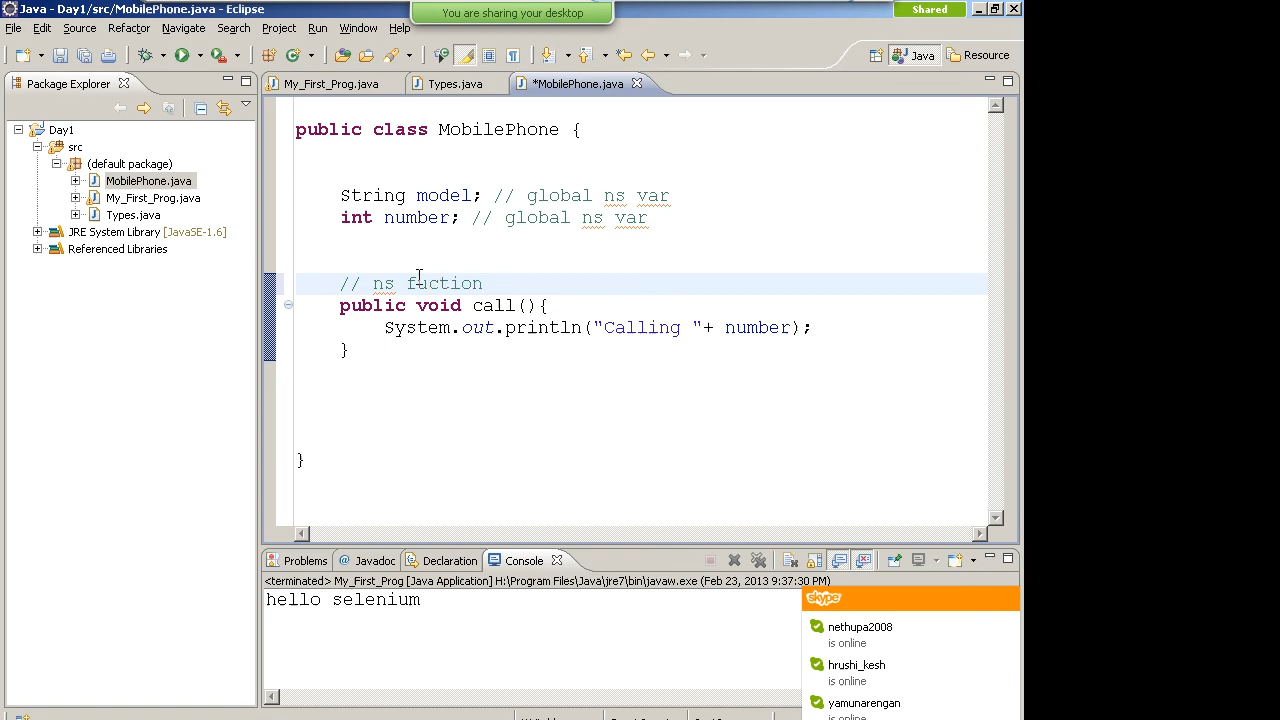 Java - Day1/src/MobilePhone.java - Eclipse
You are sharing your desktop
Shared
File Edit Source Refactor Navigate Search Project Run Window Help
Java Resource
Package Explorer
My_First_Prog.java Types.java *MobilePhone.java
Day1
src
(default package)
MobilePhone.java
My_First_Prog.java
Types.java
JRE System Library [JavaSE-1.6]
Referenced Libraries
public class MobilePhone {
String model; // global ns var
int number; // global ns var
// ns fuction
public void call(){
System.out.println("Calling "+ number);
}
}
Problems @ Javadoc Declaration Console
<terminated> My_First_Prog [Java Application] H:\Program Files\Java\jre7\bin\javaw.exe (Feb 23, 2013 9:37:30 PM)
hello selenium
skype
nethupa2008
is online
hrushi_kesh
is online
yamunarengan
is online